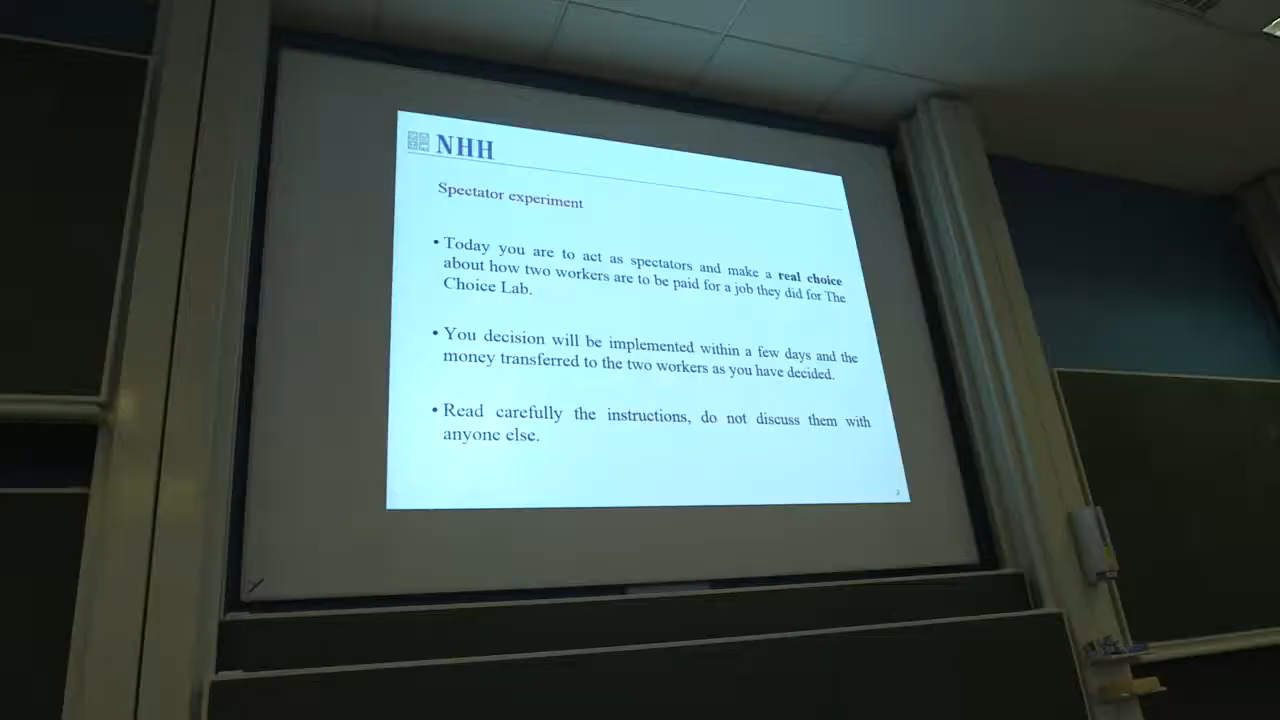 NHH
Spectator experiment
• Today you are to act as spectators and make a real choice
about how two workers are to be paid for a job they did for The
Choice Lab.
• You decision will be implemented within a few days and the
money transferred to the two workers as you have decided.
• Read carefully the instructions, do not discuss them with
anyone else.